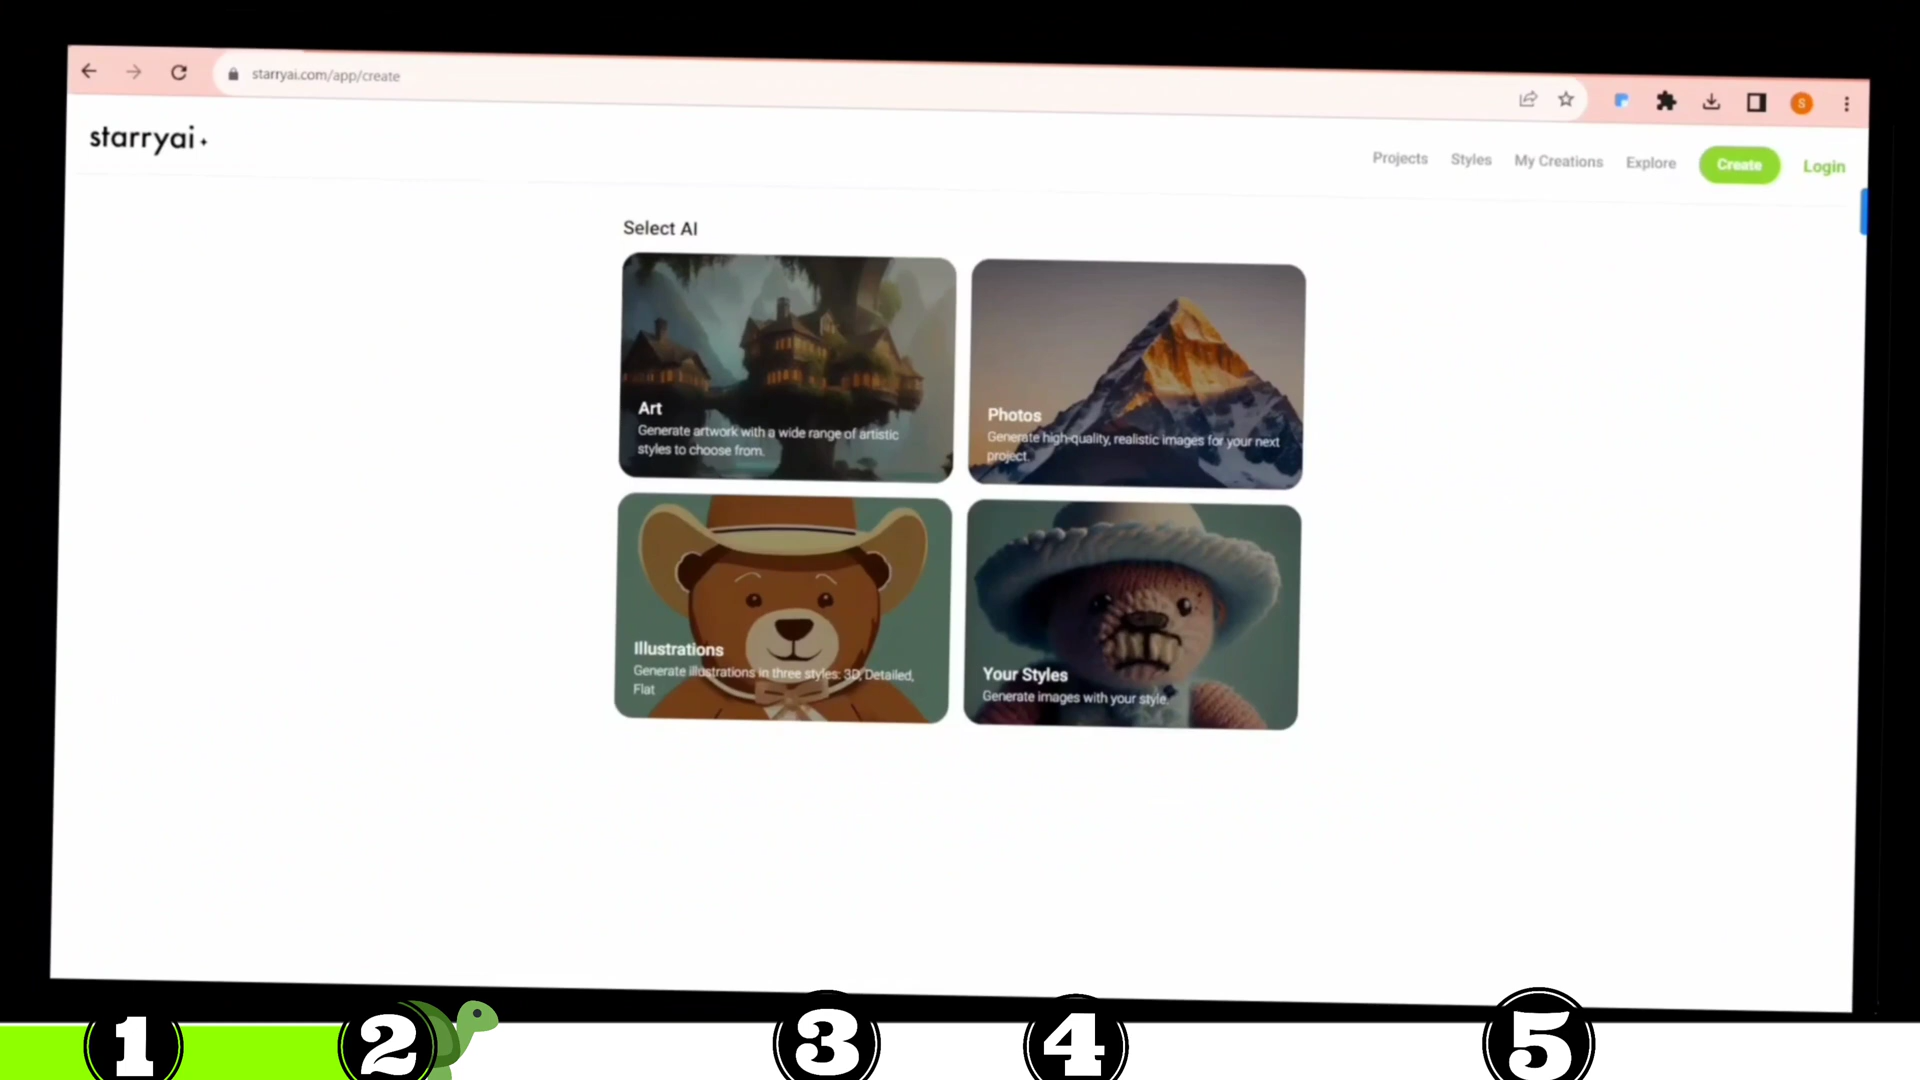 starryai.com/app/create
S
starryai
Projects Styles My Creations Explore Create Login
Select AI
Art
Generate artwork with a wide range of artistic
styles to choose from.
Photos
Generate high-quality, realistic images for your next
project.
Illustrations
Generate illustrations in three styles: 3D, Detailed,
Flat
Your Styles
Generate images with your style.
1 2 3 4 5